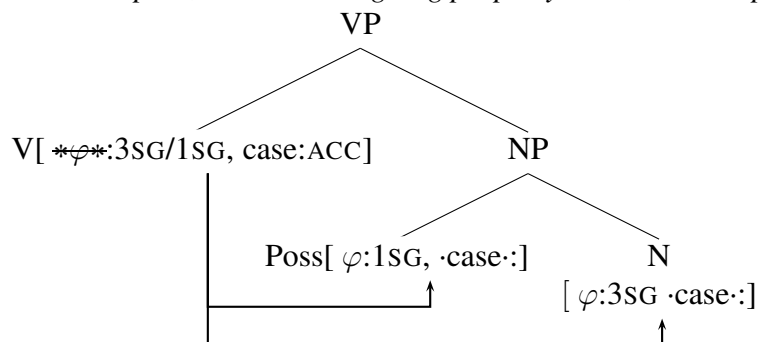 VP
V[ *φ*:3SG/1SG, case:ACC] NP
Poss[ φ:1SG, ·case·:] N
[ φ:3SG ·case·:]